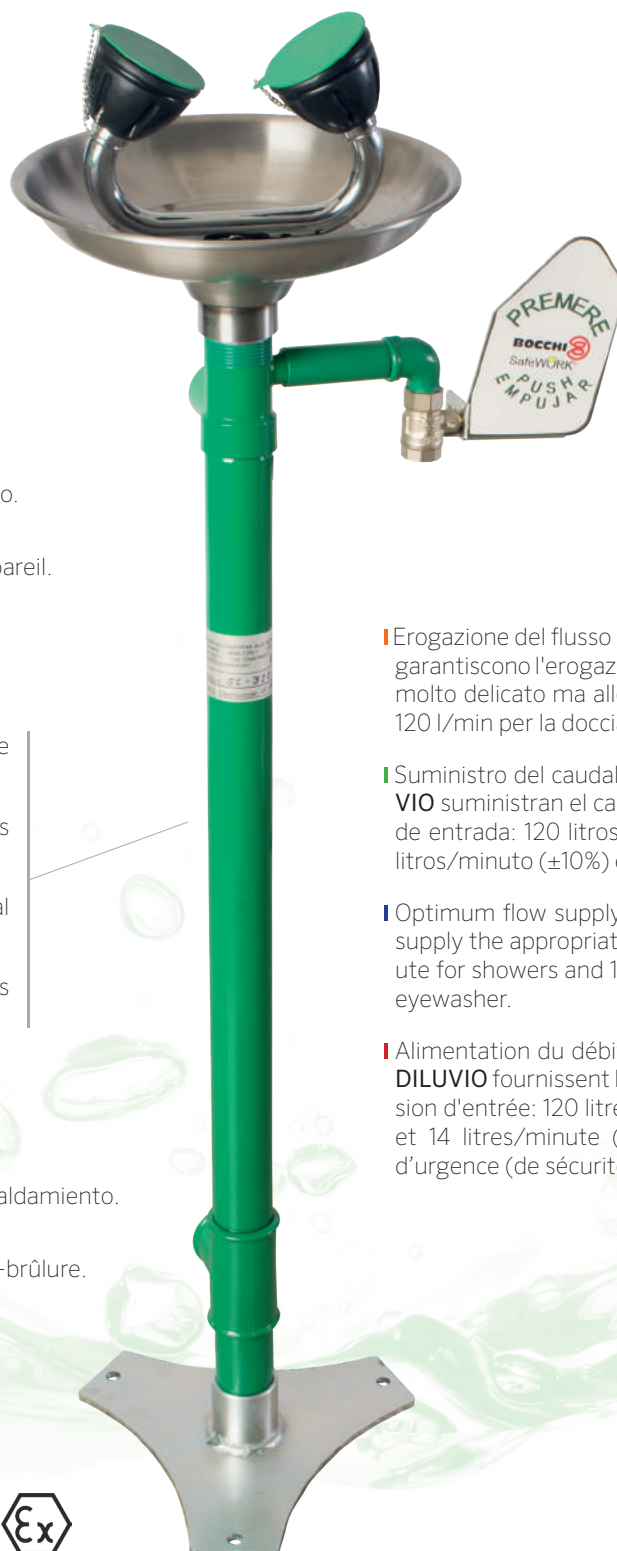 PREMERE
BOCCHI
SafeWORK
PUSH
EMPUJAR
o.
pareil.
e
s
al
s
aldamiento.
-brûlure.
Erogazione del flusso
garantiscono l'erogaz
molto delicato ma all
120 l/min per la doccia
Suministro del caudal
VIO suministran el ca
de entrada: 120 litros
litros/minuto (±10%)
Optimum flow supply
supply the appropriat
ute for showers and 1
eyewasher.
Alimentation du débi
DILUVIO fournissent
sion d'entrée: 120 litre
et 14 litres/minute (
d’urgence (de sécurit
Ex